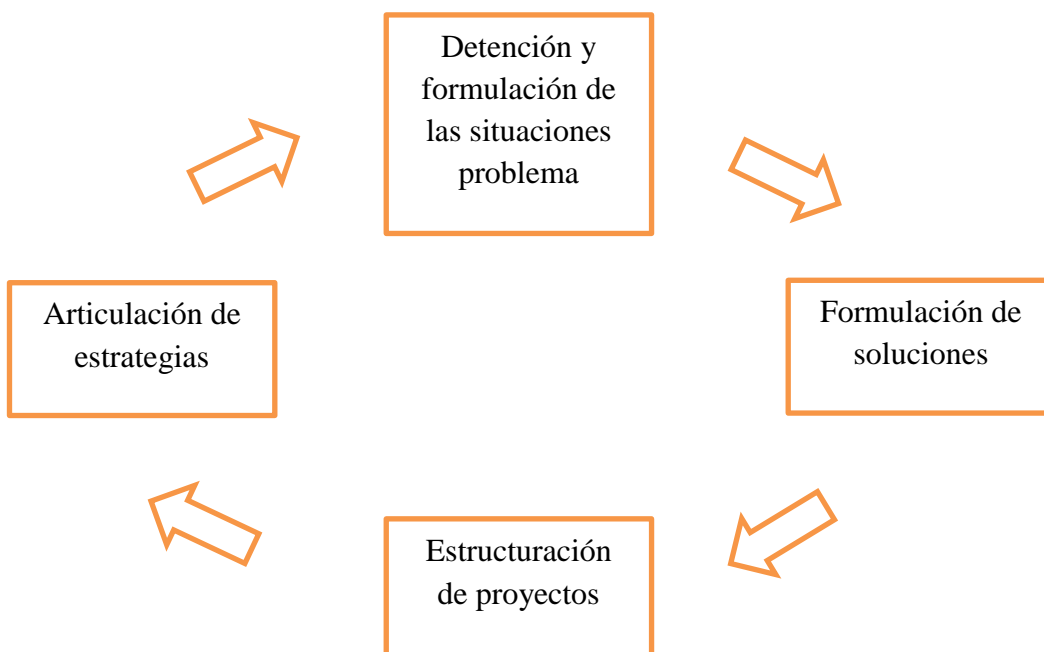 Detención y
formulación de
las situaciones
problema
Articulación de
estrategias
Formulación de
soluciones
Estructuración
de proyectos